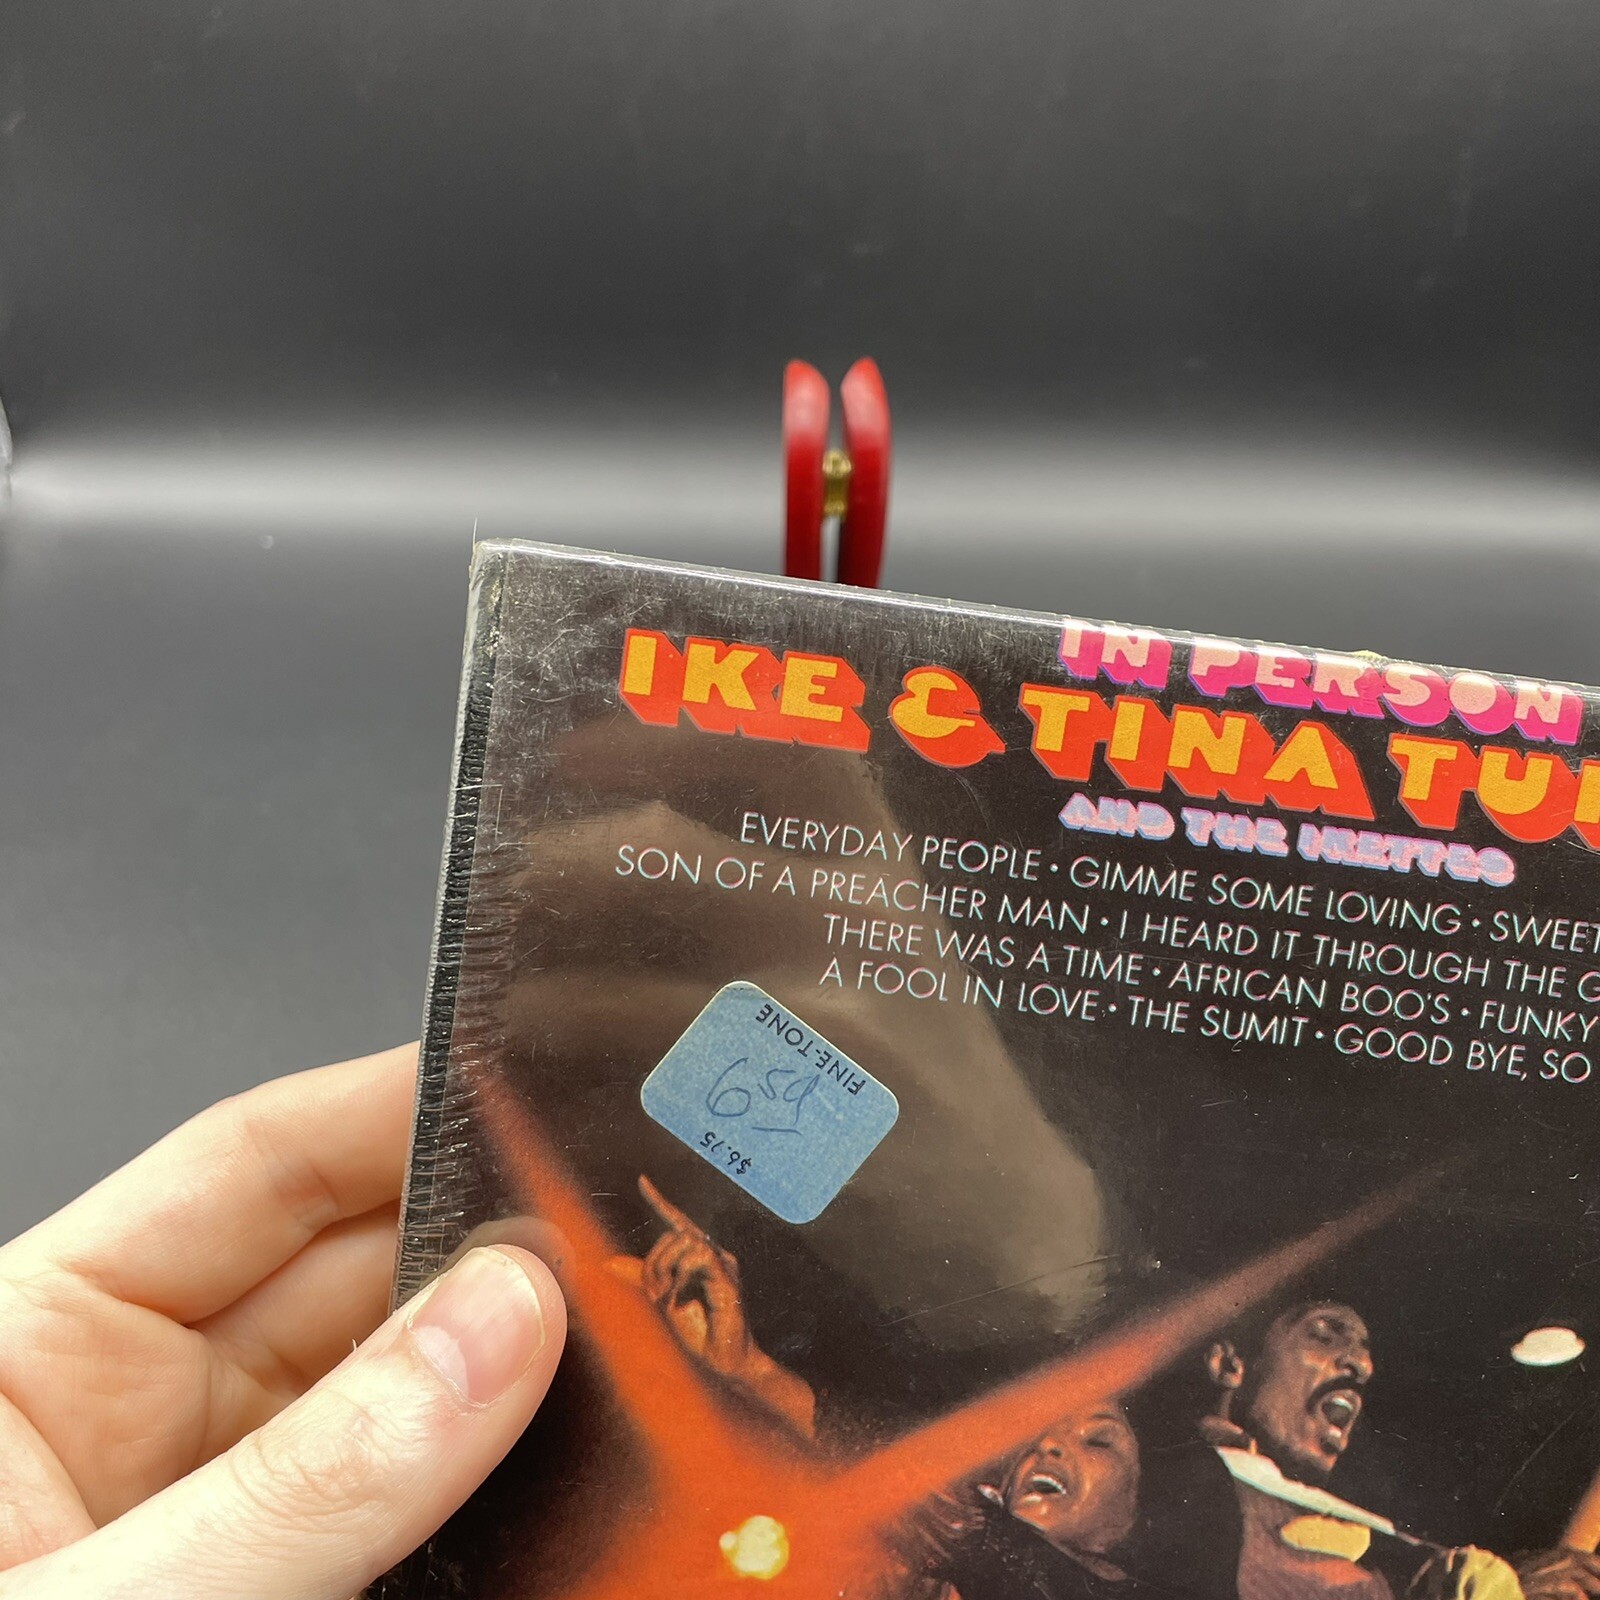 IN PERSON
IKE & TINA TU
AND THE IKETTES
EVERYDAY PEOPLE • GIMME SOME LOVING • SWEET
SON OF A PREACHER MAN • I HEARD IT THROUGH THE G
THERE WAS A TIME • AFRICAN BOO'S • FUNKY
A FOOL IN LOVE • THE SUMIT • GOOD BYE, SO
FINE-TONE
6 59
$6.75